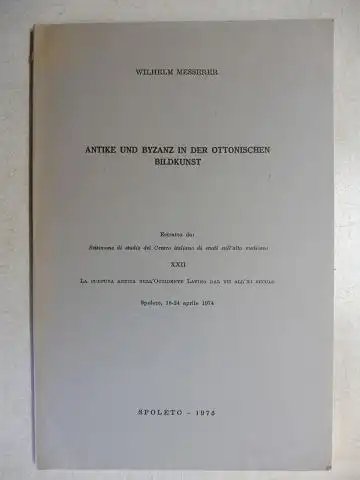 WILHELM MESSERER
ANTIKE UND BYZANZ IN DER OTTONISCHEN
BILDKUNST
Estratto da:
Settimane di studio del Centro italiano di studi sull'alto medioevo
XXII
LA CULTURA ANTICA NELL'OCCIDENTE LATINO DAL VII ALL'XI SECOLO
Spoleto, 18-24 aprile 1974
SPOLETO - 1975